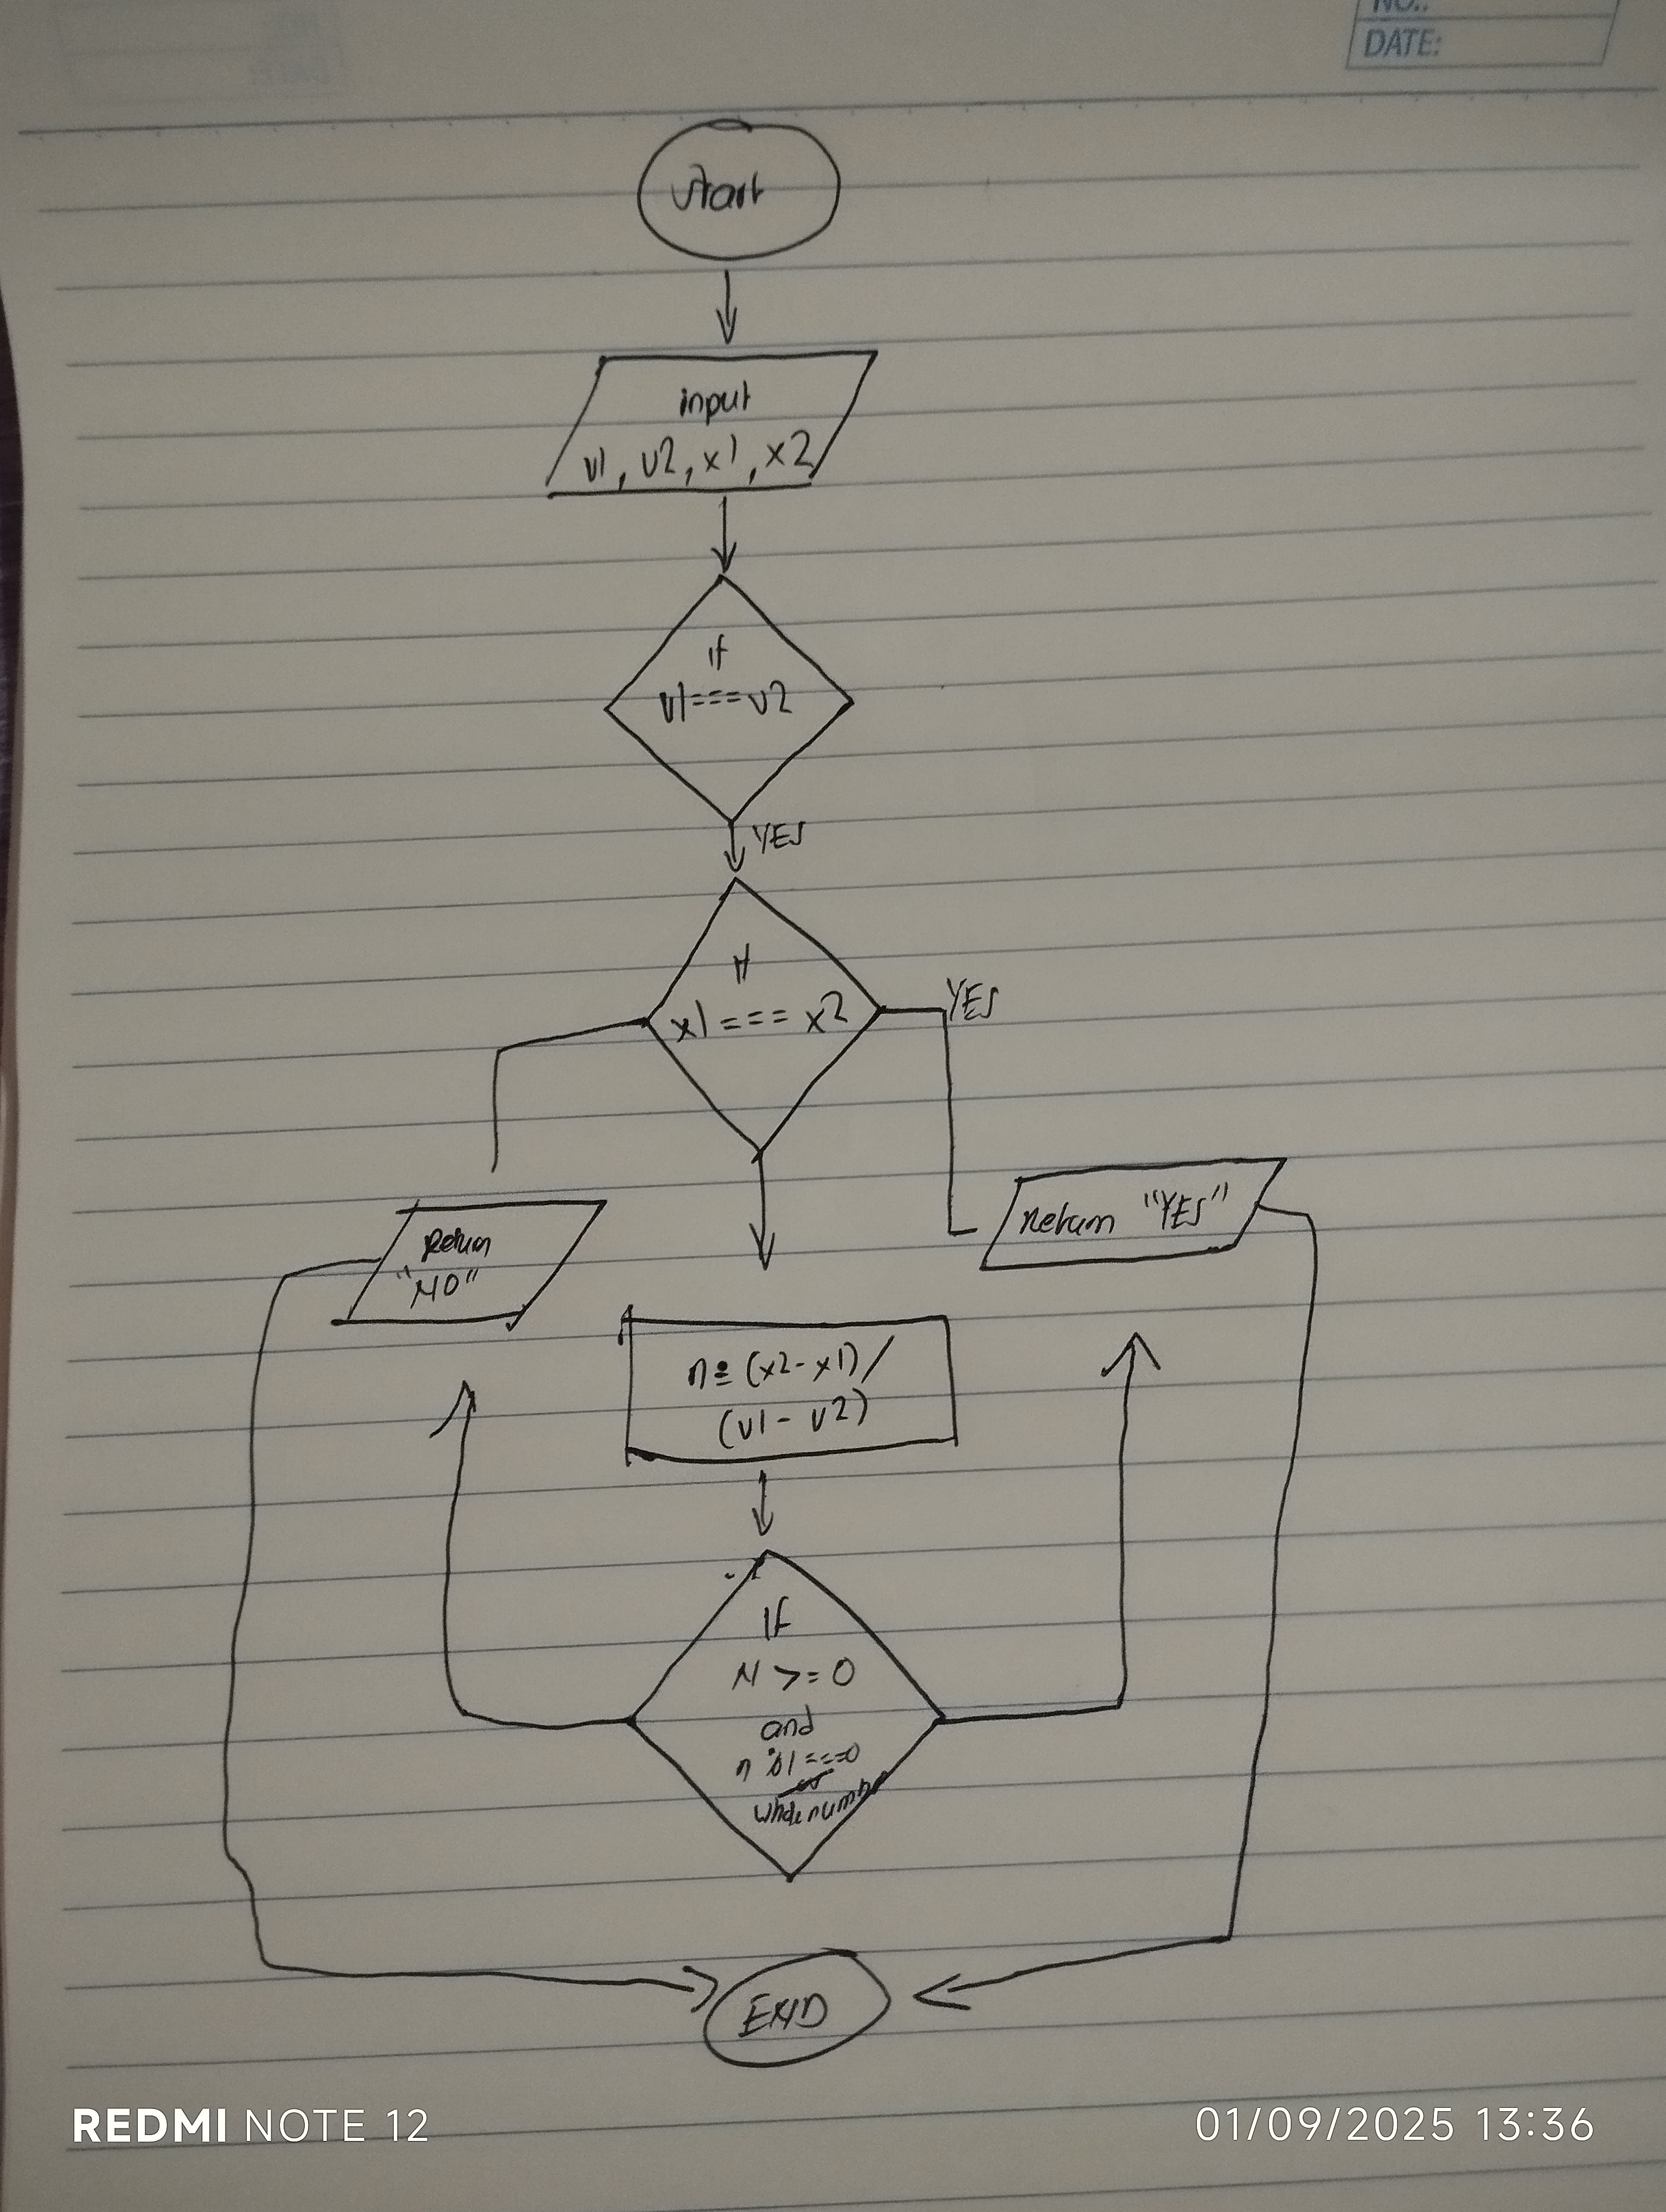 NO.:
DATE:
start
input
v1, v2, x1, x2
if
v1===v2
YES
if
x1 === x2
YES
Return "YES"
Return
"NO"
n = (x2-x1)/
(v1 - v2)
IF
N >= 0
and
n %1 ===0
or
whole number
END
REDMI NOTE 12
01/09/2025 13:36